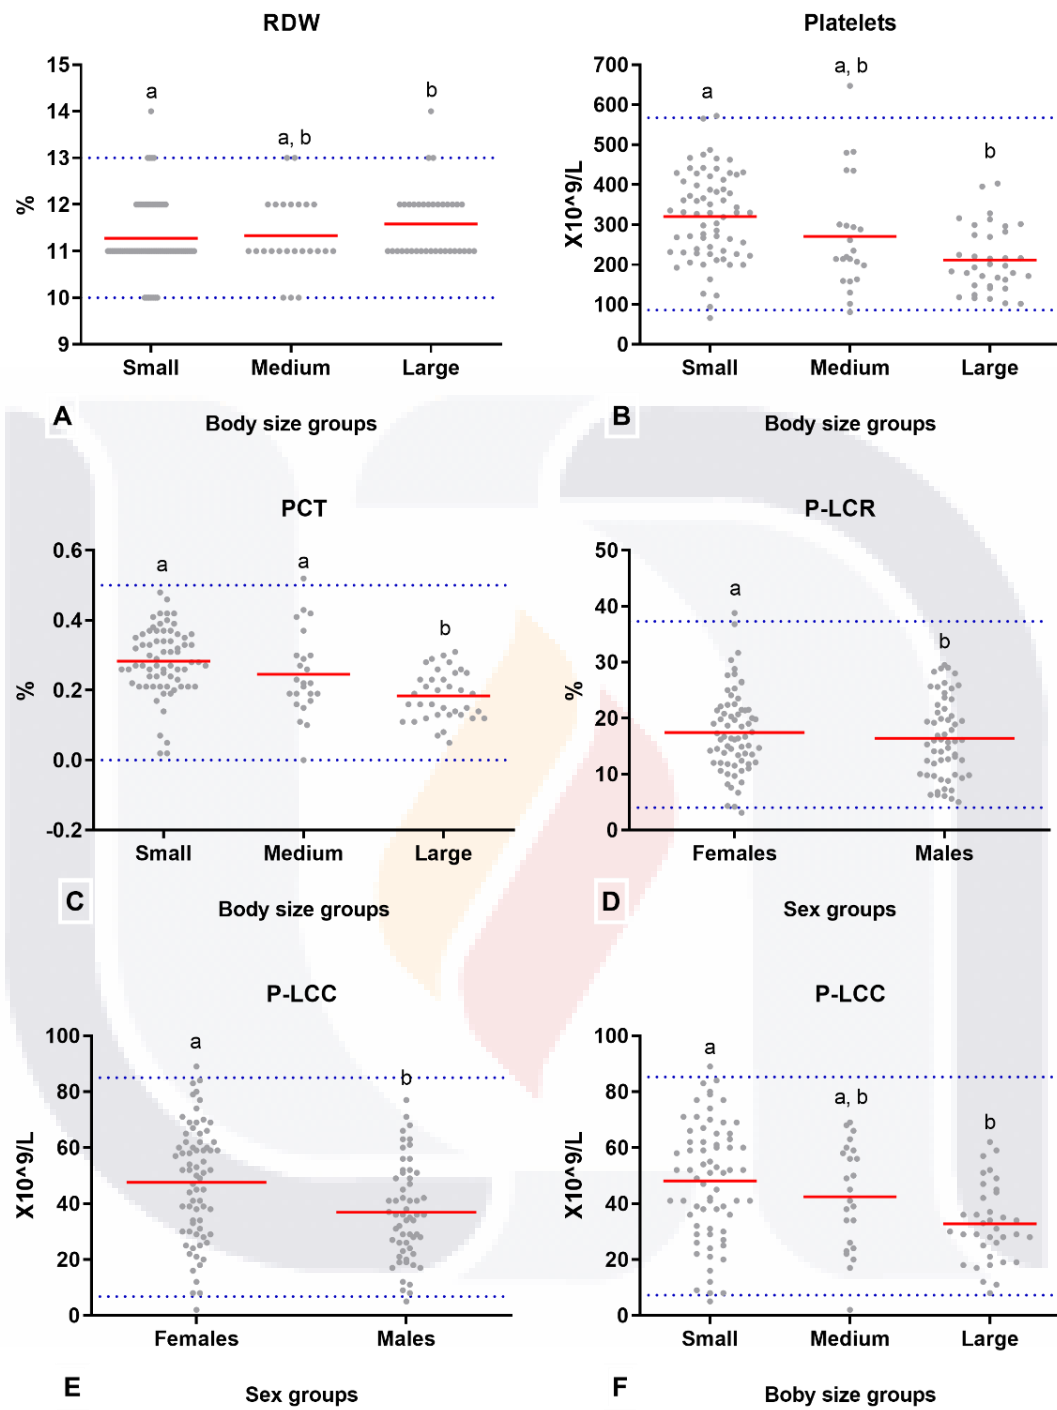 RDW
15
14
13
12
11
10
9
%
a
a, b
b
Small
Medium
Large
A
Body size groups
Platelets
700
600
500
400
300
200
100
0
X10^9/L
a
a, b
b
Small
Medium
Large
B
Body size groups
PCT
0.6
0.4
0.2
0.0
-0.2
%
a
a
b
Small
Medium
Large
C
Body size groups
P-LCR
50
40
30
20
10
0
%
a
b
Females
Males
D
Sex groups
P-LCC
100
80
60
40
20
0
X10^9/L
a
b
Females
Males
E
Sex groups
P-LCC
100
80
60
40
20
0
X10^9/L
a
a, b
b
Small
Medium
Large
F
Boby size groups